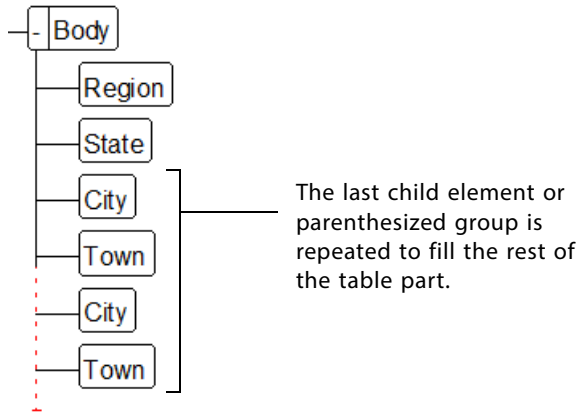 - Body
Region
State
City
Town
City
Town
The last child element or
parenthesized group is
repeated to fill the rest of
the table part.